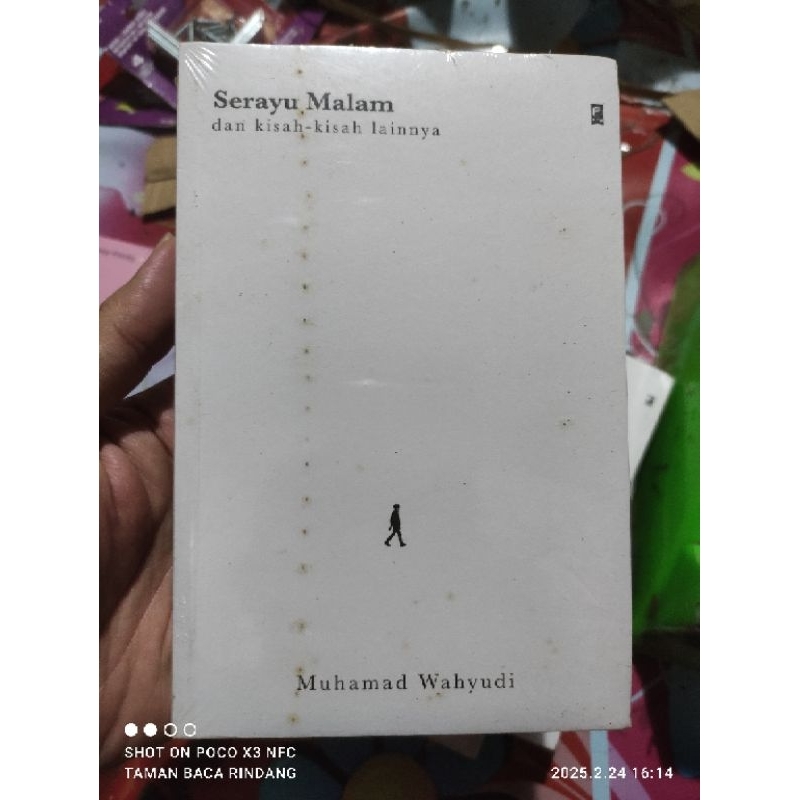 Serayu Malam
dan kisah-kisah lainnya
Muhamad Wahyudi
SHOT ON POCO X3 NFC
TAMAN BACA RINDANG
2025.2.24 16:14